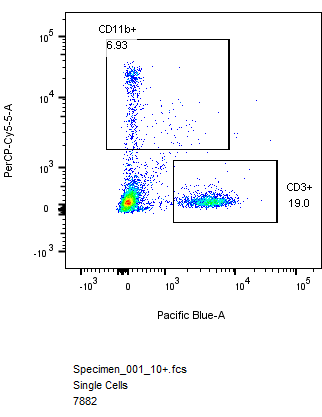 CD11b+
6.93
10^5
10^4
10^3
0
-10^3
PerCP-Cy5-5-A
CD3+
19.0
-10^3 0 10^3 10^4 10^5
Pacific Blue-A
Specimen_001_10+.fcs
Single Cells
7882